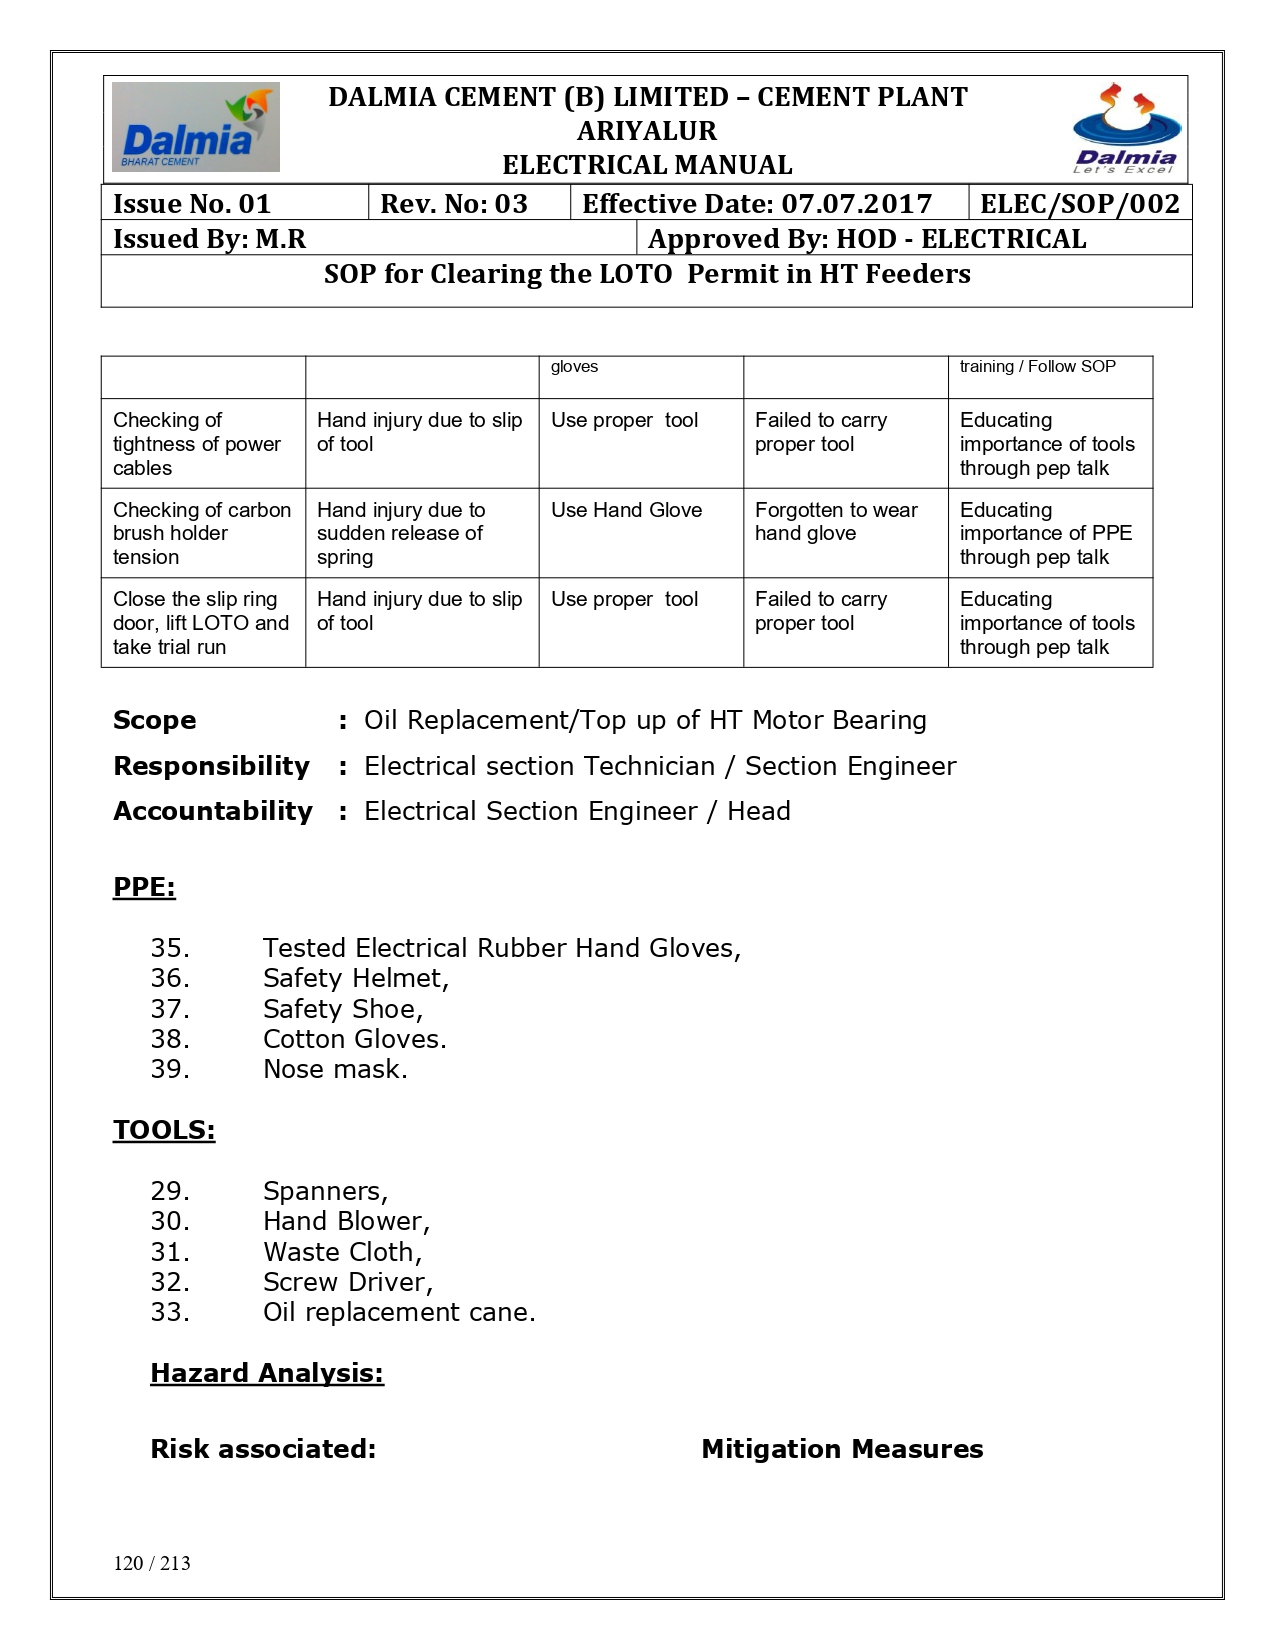 Dalmia
BHARAT CEMENT
DALMIA CEMENT (B) LIMITED – CEMENT PLANT
ARIYALUR
ELECTRICAL MANUAL
Dalmia
Let's Excel
Issue No. 01 Rev. No: 03 Effective Date: 07.07.2017 ELEC/SOP/002
Issued By: M.R Approved By: HOD - ELECTRICAL
SOP for Clearing the LOTO  Permit in HT Feeders
gloves training / Follow SOP
Checking of Hand injury due to slip Use proper  tool Failed to carry Educating
tightness of power of tool proper tool importance of tools
cables through pep talk
Checking of carbon Hand injury due to Use Hand Glove Forgotten to wear Educating
brush holder sudden release of hand glove importance of PPE
tension spring through pep talk
Close the slip ring Hand injury due to slip Use proper  tool Failed to carry Educating
door, lift LOTO and of tool proper tool importance of tools
take trial run through pep talk
Scope : Oil Replacement/Top up of HT Motor Bearing
Responsibility : Electrical section Technician / Section Engineer
Accountability : Electrical Section Engineer / Head
PPE:
35. Tested Electrical Rubber Hand Gloves,
36. Safety Helmet,
37. Safety Shoe,
38. Cotton Gloves.
39. Nose mask.
TOOLS:
29. Spanners,
30. Hand Blower,
31. Waste Cloth,
32. Screw Driver,
33. Oil replacement cane.
Hazard Analysis:
Risk associated: Mitigation Measures
120 / 213